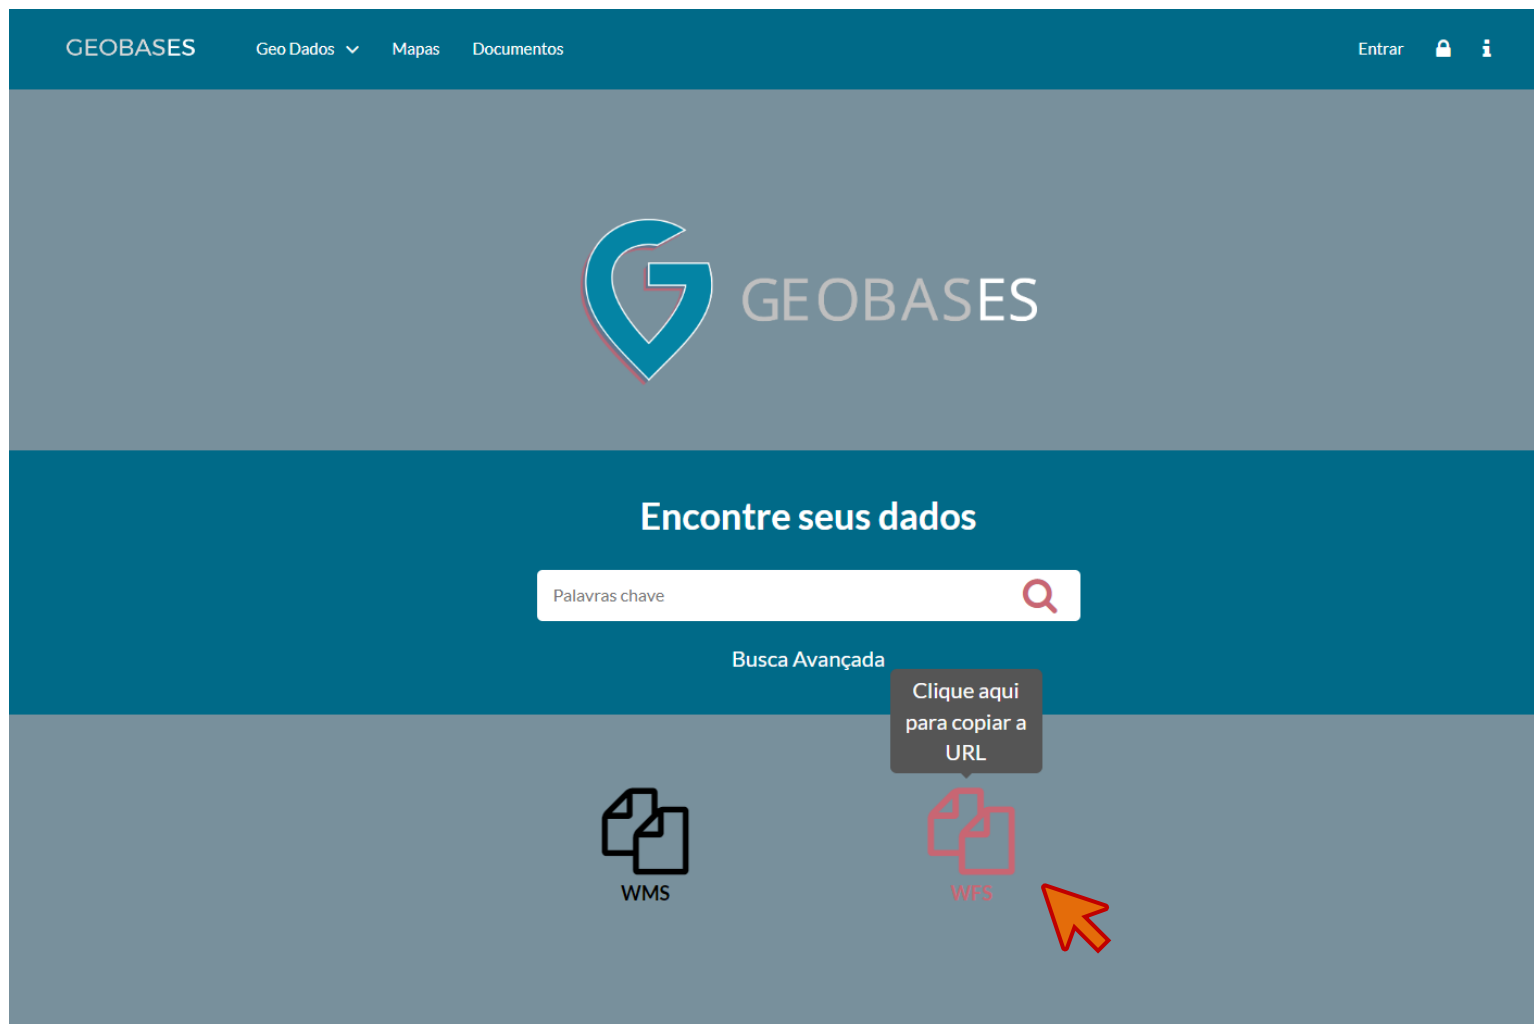 GEOBASES Geo Dados Mapas Documentos Entrar
GEOBASES
Encontre seus dados
Palavras chave
Busca Avançada
Clique aqui
para copiar a
URL
WMS WFS